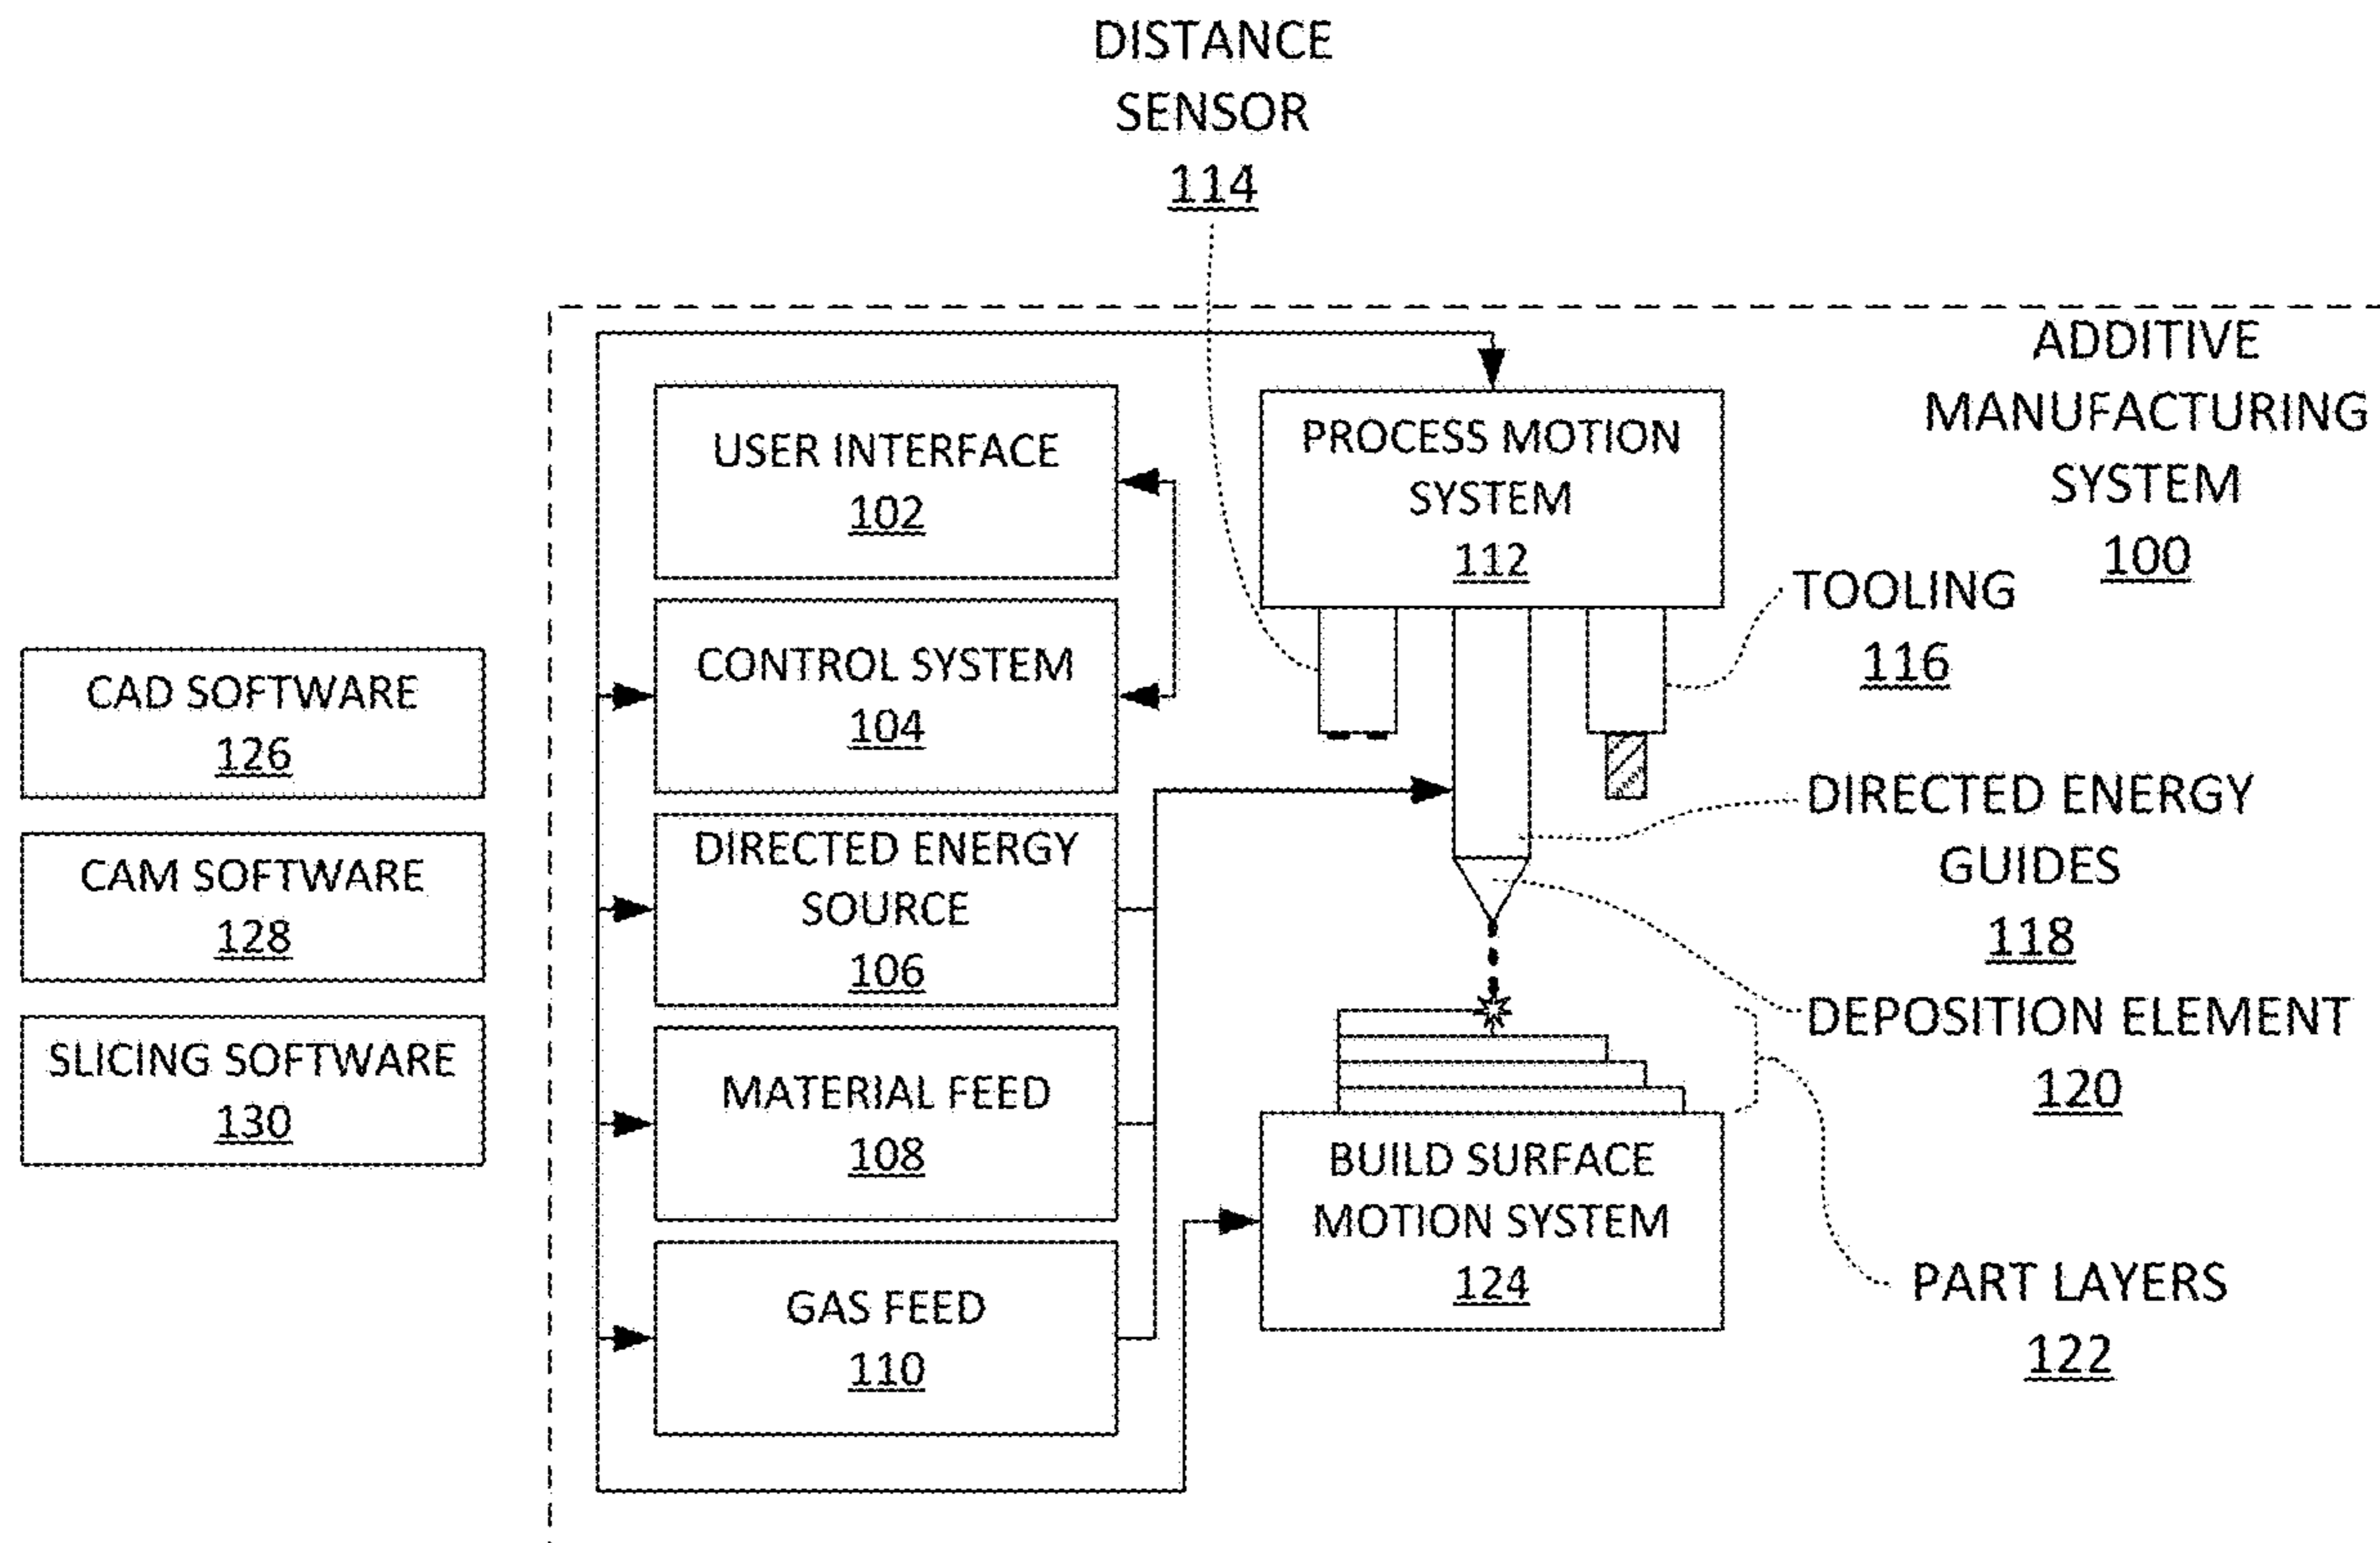 DISTANCE
SENSOR
114
ADDITIVE
MANUFACTURING
SYSTEM
100
USER INTERFACE
102
PROCESS MOTION
SYSTEM
112
TOOLING
116
CONTROL SYSTEM
104
CAD SOFTWARE
126
CAM SOFTWARE
128
SLICING SOFTWARE
130
DIRECTED ENERGY
SOURCE
106
DIRECTED ENERGY
GUIDES
118
DEPOSITION ELEMENT
120
MATERIAL FEED
108
BUILD SURFACE
MOTION SYSTEM
124
GAS FEED
110
PART LAYERS
122